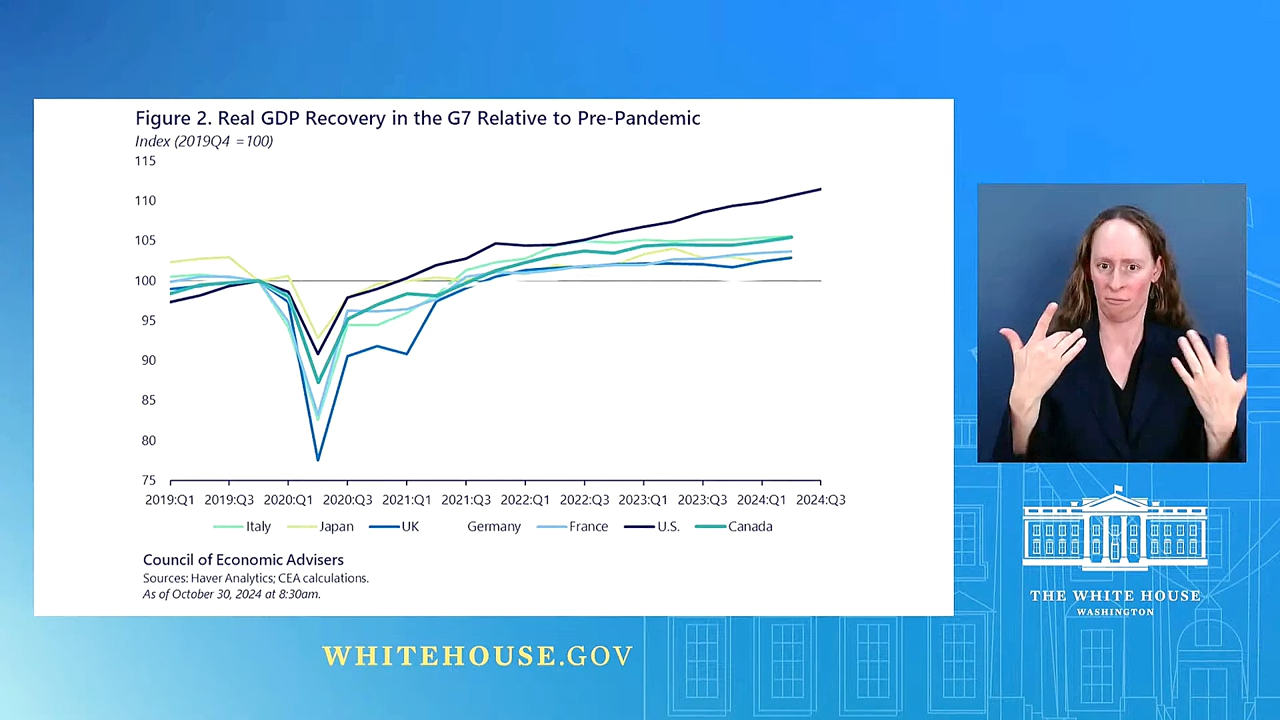 Figure 2. Real GDP Recovery in the G7 Relative to Pre-Pandemic
Index (2019Q4 =100)
115
110
105
100
95
90
85
80
75
2019:Q1 2019:Q3 2020:Q1 2020:Q3 2021:Q1 2021:Q3 2022:Q1 2022:Q3 2023:Q1 2023:Q3 2024:Q1 2024:Q3
Italy Japan UK Germany France U.S. Canada
Council of Economic Advisers
Sources: Haver Analytics; CEA calculations.
As of October 30, 2024 at 8:30am.
THE WHITE HOUSE
WASHINGTON
WHITEHOUSE.GOV